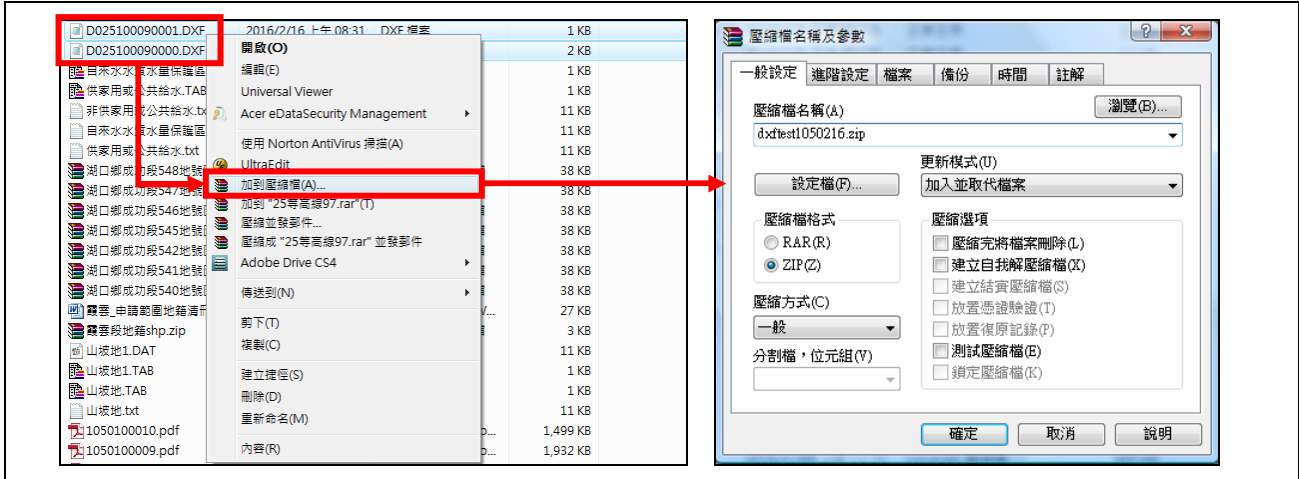 D025100090001.DXF 2016/2/16 上午 08:31 DXF 檔案 1 KB
D025100090000.DXF 2 KB
自來水水質水量保護區 1 KB
供家用或公共給水.TAB 1 KB
非供家用或公共給水.tx 11 KB
自來水水質水量保護區 11 KB
供家用或公共給水.txt 11 KB
湖口鄉成功段548地號 38 KB
湖口鄉成功段547地號 38 KB
湖口鄉成功段546地號 38 KB
湖口鄉成功段545地號 38 KB
湖口鄉成功段542地號 38 KB
湖口鄉成功段541地號 38 KB
湖口鄉成功段540地號 38 KB
霞雲_申請範圍地籍清冊 27 KB
霞雲段地籍shp.zip 3 KB
山坡地1.DAT 11 KB
山坡地1.TAB 1 KB
山坡地.TAB 1 KB
山坡地.txt 11 KB
1050100010.pdf 1,499 KB
1050100009.pdf 1,932 KB
開啟(O)
編輯(E)
Universal Viewer
Acer eDataSecurity Management
使用 Norton AntiVirus 掃描(A)
UltraEdit
加到壓縮檔(A)...
加到 "25等高線97.rar"(T)
壓縮並發郵件...
壓縮成 "25等高線97.rar" 並發郵件
Adobe Drive CS4
傳送到(N)
剪下(T)
複製(C)
建立捷徑(S)
刪除(D)
重新命名(M)
內容(R)
壓縮檔名稱及參數
一般設定 進階設定 檔案 備份 時間 註解
壓縮檔名稱(A) 瀏覽(B)...
dxftest1050216.zip
更新模式(U)
設定檔(F)... 加入並取代檔案
壓縮檔格式
RAR(R)
ZIP(Z)
壓縮方式(C)
一般
分割檔，位元組(V)
壓縮選項
壓縮完將檔案刪除(L)
建立自我解壓縮檔(X)
建立結實壓縮檔(S)
放置憑證驗證(T)
放置復原記錄(P)
測試壓縮檔(E)
鎖定壓縮檔(K)
確定 取消 說明